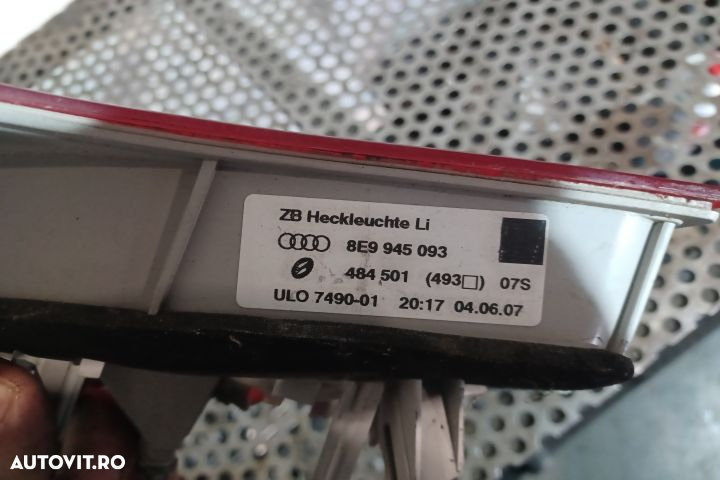 ZB Heckleuchte Li
8E9 945 093
484 501 (493□) 07S
ULO 7490-01 20:17 04.06.07
AUTOVIT.RO